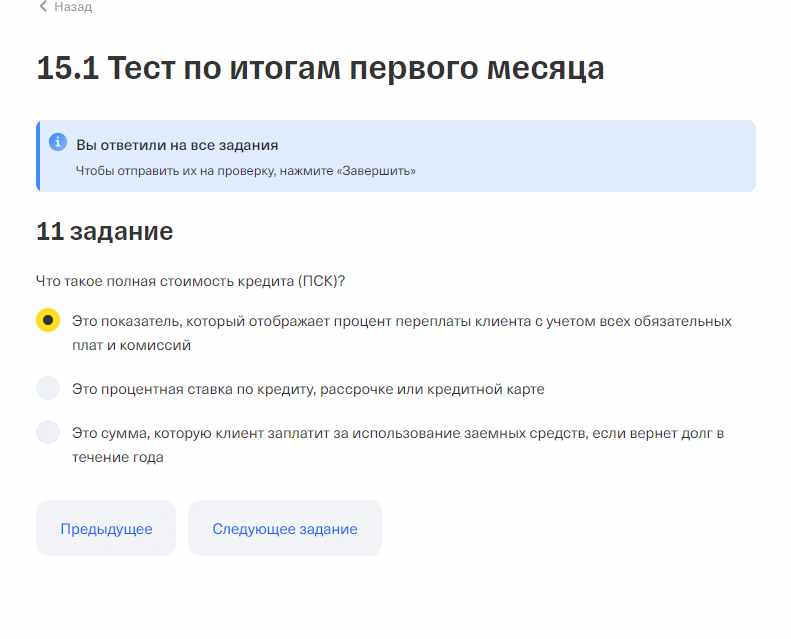 Назад
15.1 Тест по итогам первого месяца
Вы ответили на все задания
Чтобы отправить их на проверку, нажмите «Завершить»
11 задание
Что такое полная стоимость кредита (ПСК)?
Это показатель, который отображает процент переплаты клиента с учетом всех обязательных
плат и комиссий
Это процентная ставка по кредиту, рассрочке или кредитной карте
Это сумма, которую клиент заплатит за использование заемных средств, если вернет долг в
течение года
Предыдущее
Следующее задание